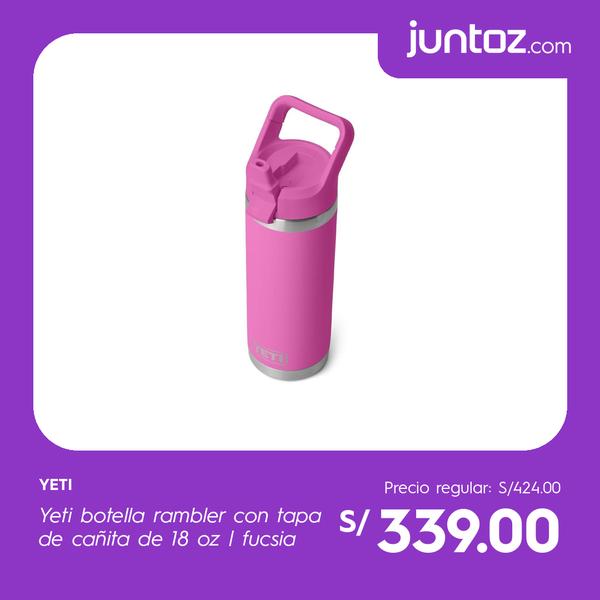 juntoz.com
YETI
YETI
Yeti botella rambler con tapa
de cañita de 18 oz | fucsia
Precio regular: S/424.00
S/ 339.00